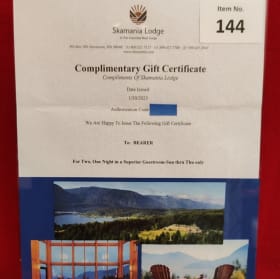 Item No.
144
Skamania Lodge
Complimentary Gift Certificate
Compliments Of Skamania Lodge
Date Issued
Authorization Code:
We Are Happy To Issue The Following Gift Certificate
To: BEARER
For Two, One Night in a Superior Guestroom Sun thru Thu only